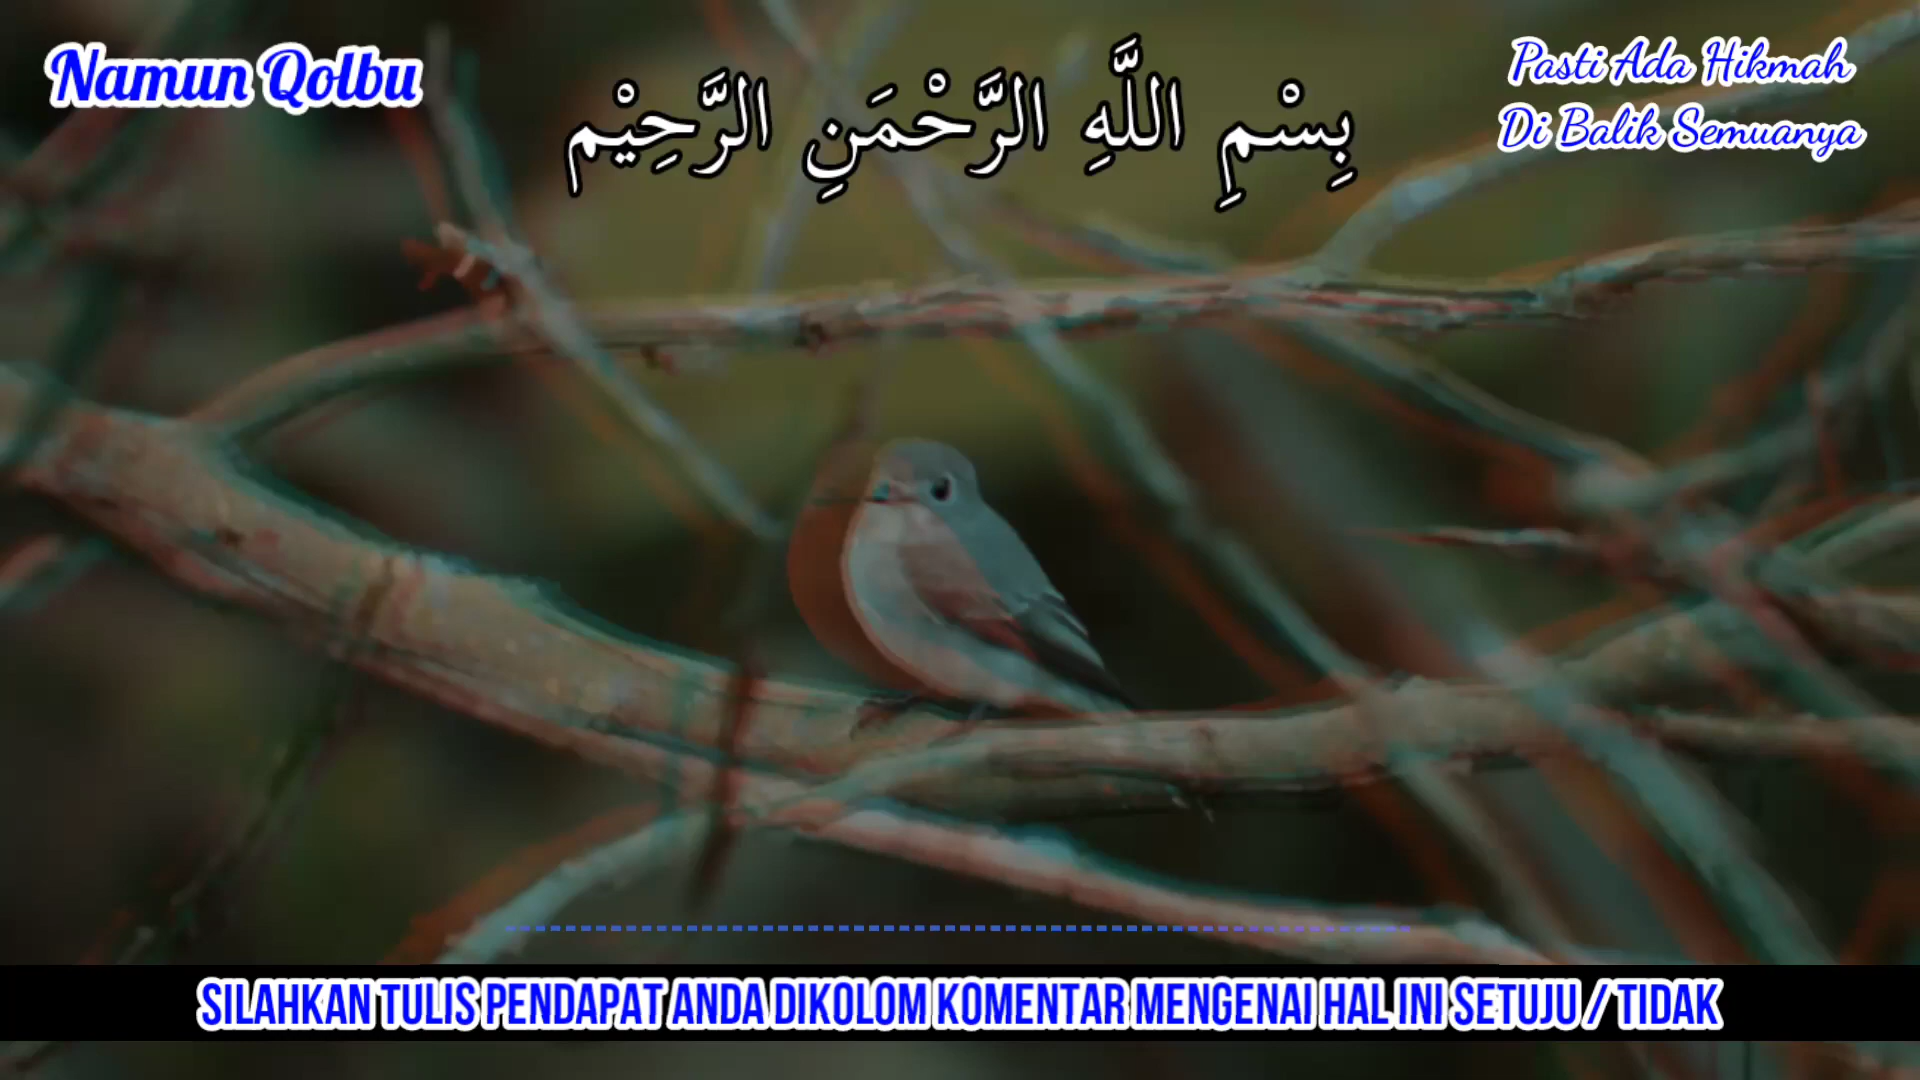 Namun Qolbu
بِسْمِ اللَّهِ الرَّحْمَنِ الرَّحِيْمِ
Pasti Ada Hikmah
Di Balik Semuanya
SILAHKAN TULIS PENDAPAT ANDA DIKOLOM KOMENTAR MENGENAI HAL INI SETUJU / TIDAK